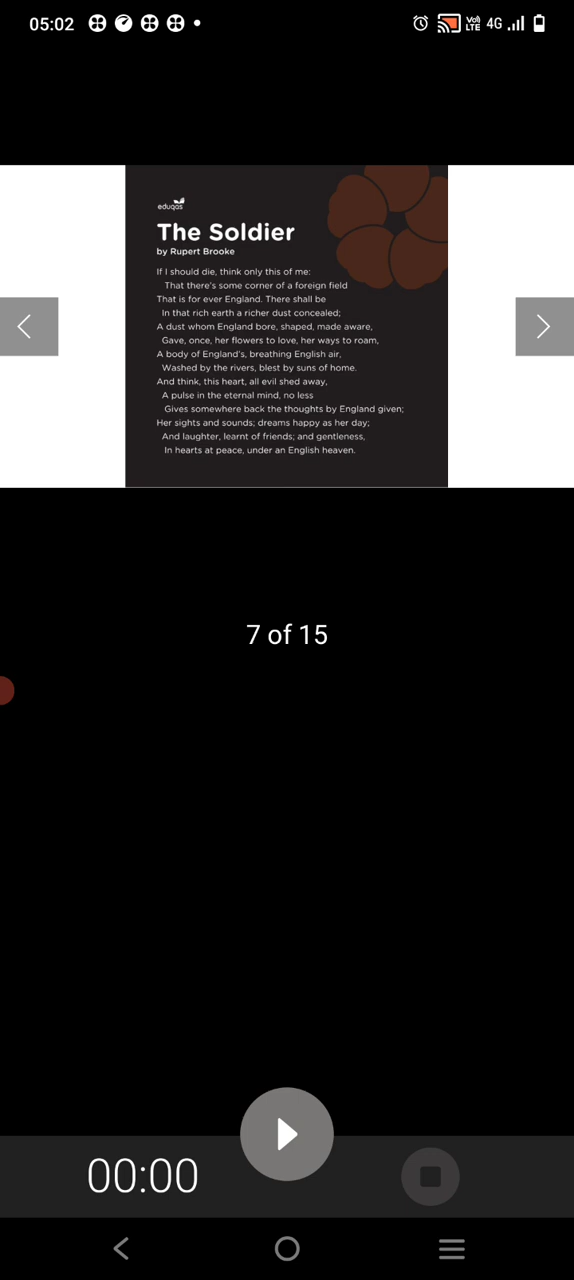 05:02
Vo)) LTE 4G
eduqas
The Soldier
by Rupert Brooke
If I should die, think only this of me:
That there's some corner of a foreign field
That is for ever England. There shall be
In that rich earth a richer dust concealed;
A dust whom England bore, shaped, made aware,
Gave, once, her flowers to love, her ways to roam,
A body of England's, breathing English air,
Washed by the rivers, blest by suns of home.
And think, this heart, all evil shed away,
A pulse in the eternal mind, no less
Gives somewhere back the thoughts by England given;
Her sights and sounds; dreams happy as her day;
And laughter, learnt of friends; and gentleness,
In hearts at peace, under an English heaven.
7 of 15
00:00